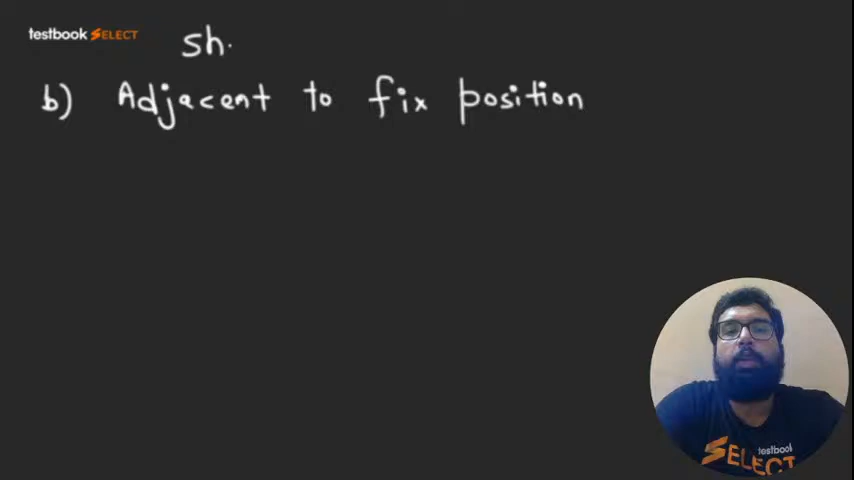 testbook SELECT
sh.
b) Adjacent to fix position
testbook
SELECT